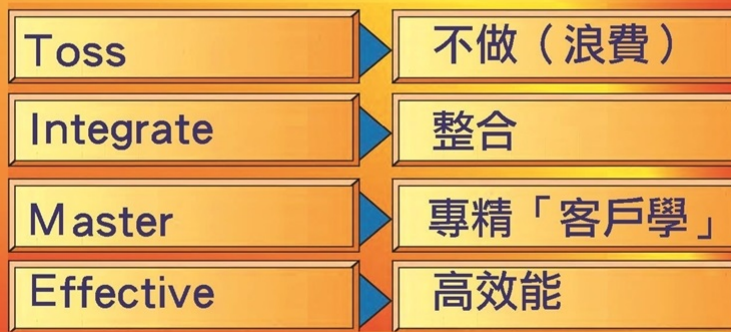 Toss 不做（浪費）
Integrate 整合
Master 專精「客戶學」
Effective 高效能